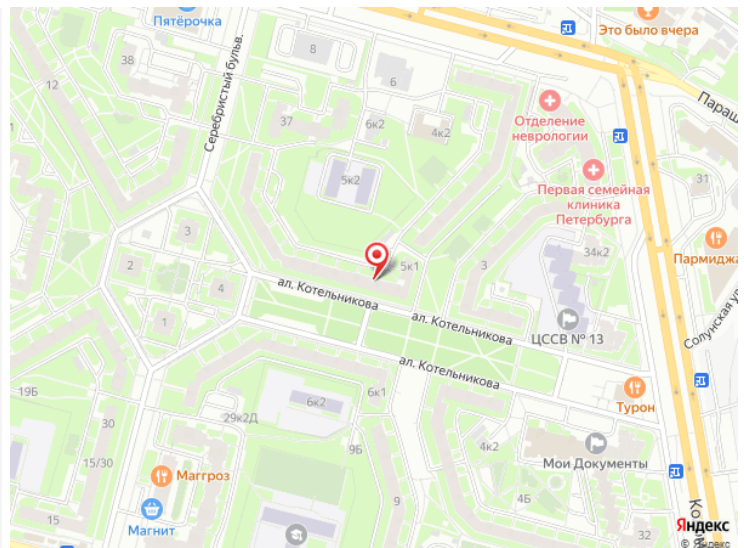 Пятёрочка
Это было вчера
8
Серебристый бульв.
38
6
12
Параш
37
6к2
4к2
Отделение
неврологии
5к2
Первая семейная
клиника
Петербурга
31
3
34к2
Пармиджа
2
5к1
3
4
ал. Котельникова
ал. Котельникова
Солунская ул
1
ЦССВ № 13
ал. Котельникова
19Б
6к2
6к1
Турон
29к2Д
30
9Б
4к2
15/30
Мои Документы
Маггроз
9
4Б
15
Магнит
Яндекс
© Яндекс